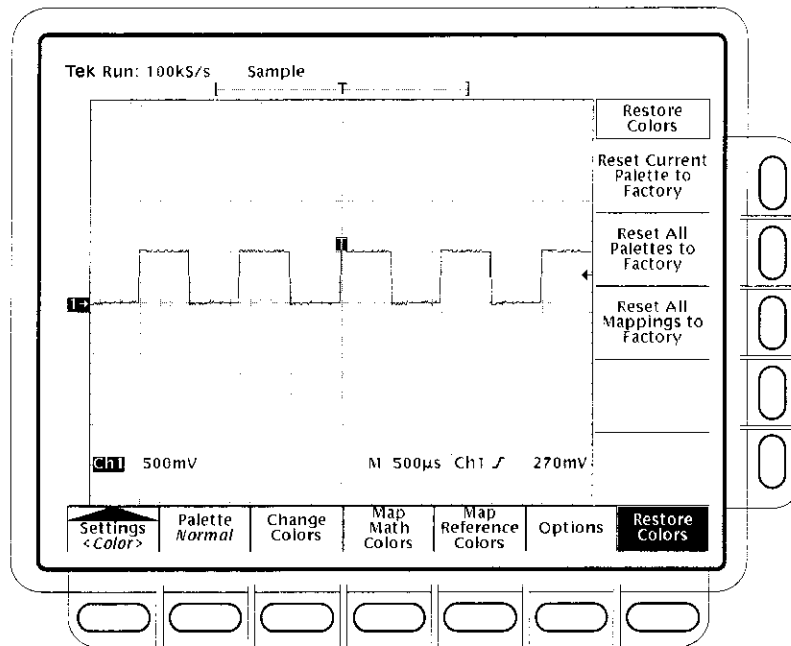 Tek Run: 100kS/s Sample
T
Restore
Colors
Reset Current
Palette to
Factory
Reset All
Palettes to
Factory
Reset All
Mappings to
Factory
T
1→
Ch1 500mV M 500µs Ch1 ƒ 270mV
Settings
<Color>
Palette
Normal
Change
Colors
Map
Math
Colors
Map
Reference
Colors
Options
Restore
Colors